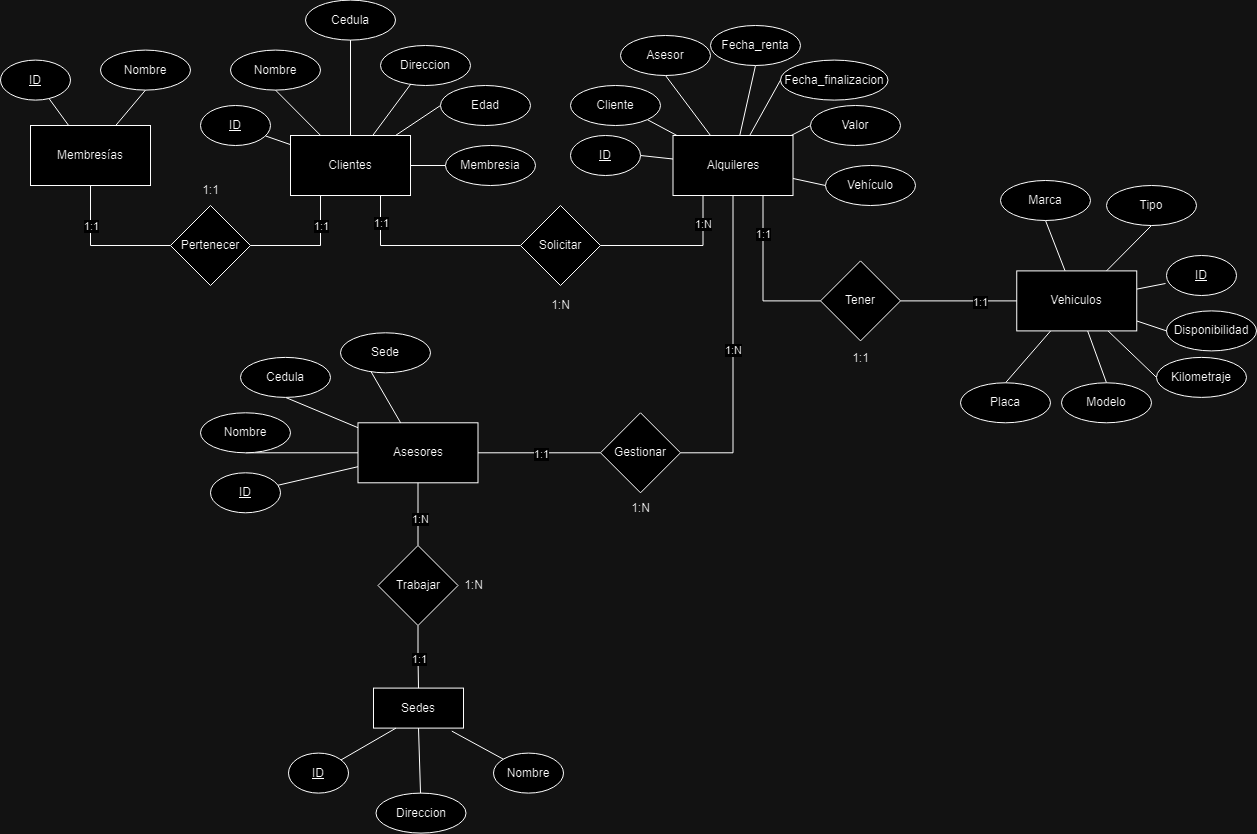 Cedula
Fecha_renta
Asesor
Direccion
Nombre
Nombre
ID
Fecha_finalizacion
Edad
Cliente
ID
Valor
Membresías
Clientes
Membresia
ID
Alquileres
Vehículo
1:1
Marca
Tipo
1:1
1:1
1:1
1:N
1:1
Pertenecer
Solicitar
ID
1:N
Tener
1:1
Vehiculos
Disponibilidad
1:N
Sede
1:1
Cedula
Kilometraje
Placa
Modelo
Nombre
Asesores
1:1
Gestionar
ID
1:N
1:N
Trabajar
1:N
1:1
Sedes
ID
Nombre
Direccion